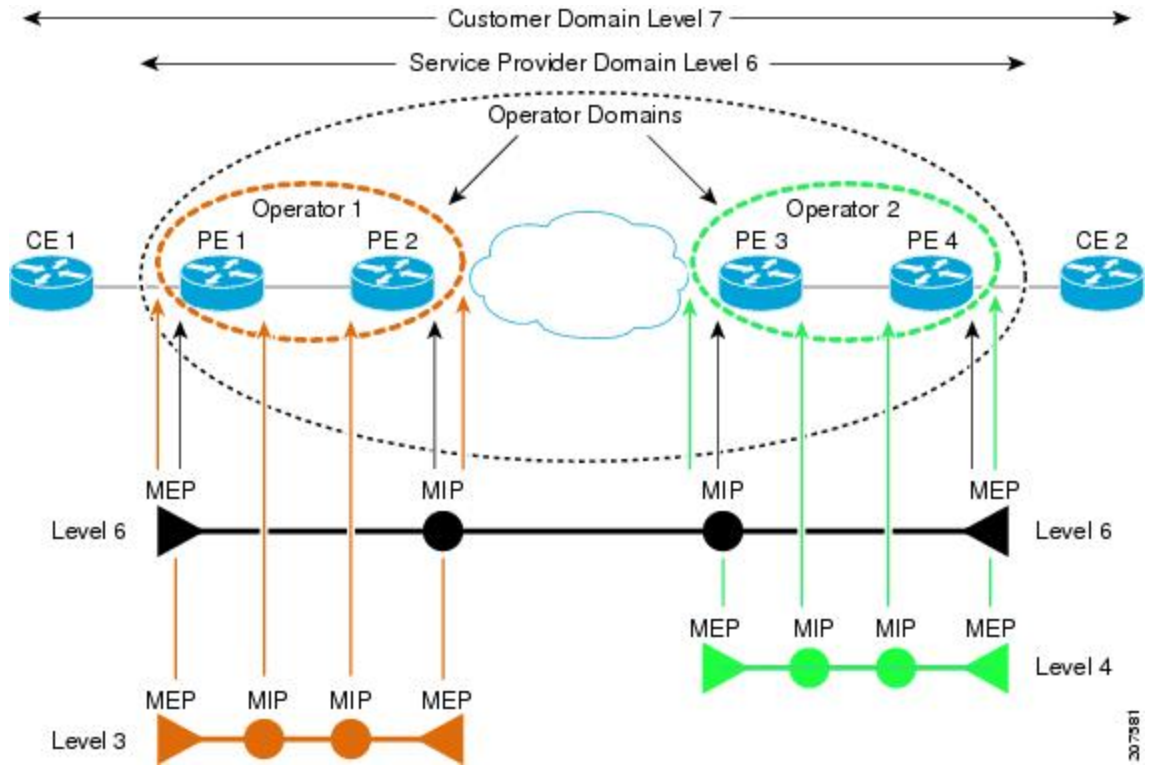 Customer Domain Level 7
Service Provider Domain Level 6
Operator Domains
Operator 1
Operator 2
CE 1
PE 1
PE 2
PE 3
PE 4
CE 2
MEP
MIP
MIP
MEP
Level 6
Level 6
MEP
MIP
MIP
MEP
Level 4
MEP
MIP
MIP
MEP
Level 3
207581